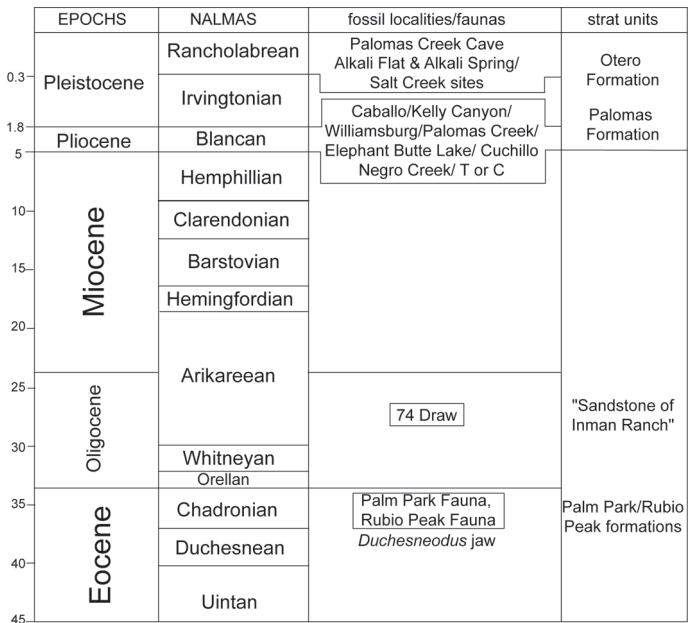 EPOCHS
NALMAS
fossil localities/faunas
strat units
0.3
1.8
5
10
15
20
25
30
35
40
45
Pleistocene
Pliocene
Miocene
Oligocene
Eocene
Rancholabrean
Irvingtonian
Blancan
Hemphillian
Clarendonian
Barstovian
Hemingfordian
Arikareean
Whitneyan
Orellan
Chadronian
Duchesnean
Uintan
Palomas Creek Cave
Alkali Flat & Alkali Spring/
Salt Creek sites
Caballo/Kelly Canyon/
Williamsburg/Palomas Creek/
Elephant Butte Lake/ Cuchillo
Negro Creek/ T or C
74 Draw
Palm Park Fauna,
Rubio Peak Fauna
Duchesneodus jaw
Otero
Formation
Palomas
Formation
"Sandstone of
Inman Ranch"
Palm Park/Rubio
Peak formations